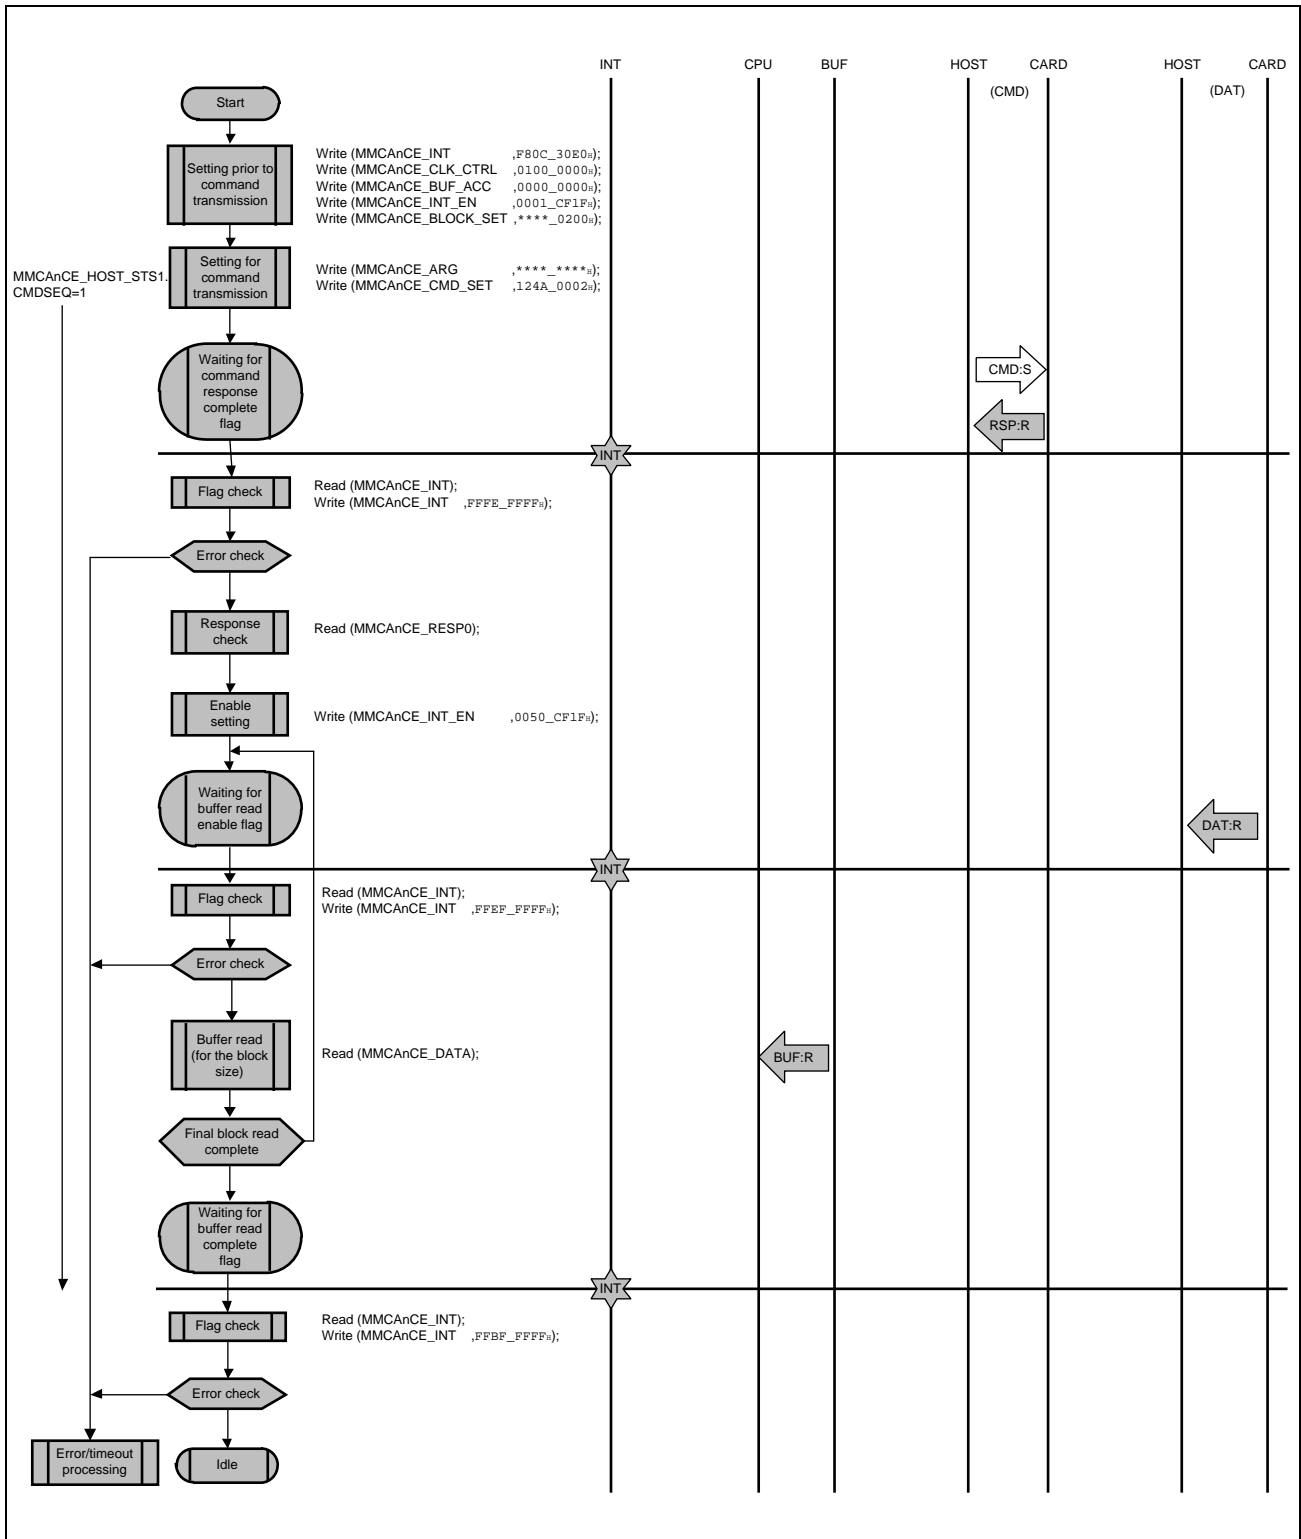 INT CPU BUF HOST CARD HOST CARD
(CMD) (DAT)
Start
Setting prior to
command
transmission
Write (MMCAnCE_INT ,F80C_30E0H);
Write (MMCAnCE_CLK_CTRL ,0100_0000H);
Write (MMCAnCE_BUF_ACC ,0000_0000H);
Write (MMCAnCE_INT_EN ,0001_CF1FH);
Write (MMCAnCE_BLOCK_SET ,****_0200H);
MMCAnCE_HOST_STS1.
CMDSEQ=1
Setting for
command
transmission
Write (MMCAnCE_ARG ,****_****H);
Write (MMCAnCE_CMD_SET ,124A_0002H);
Waiting for
command
response
complete
flag
CMD:S
RSP:R
INT
Flag check
Read (MMCAnCE_INT);
Write (MMCAnCE_INT ,FFFE_FFFFH);
Error check
Response
check
Read (MMCAnCE_RESP0);
Enable
setting
Write (MMCAnCE_INT_EN ,0050_CF1FH);
Waiting for
buffer read
enable flag
DAT:R
INT
Flag check
Read (MMCAnCE_INT);
Write (MMCAnCE_INT ,FFEF_FFFFH);
Error check
Buffer read
(for the block
size)
Read (MMCAnCE_DATA);
BUF:R
Final block read
complete
Waiting for
buffer read
complete
flag
INT
Flag check
Read (MMCAnCE_INT);
Write (MMCAnCE_INT ,FFBF_FFFFH);
Error check
Error/timeout
processing
Idle